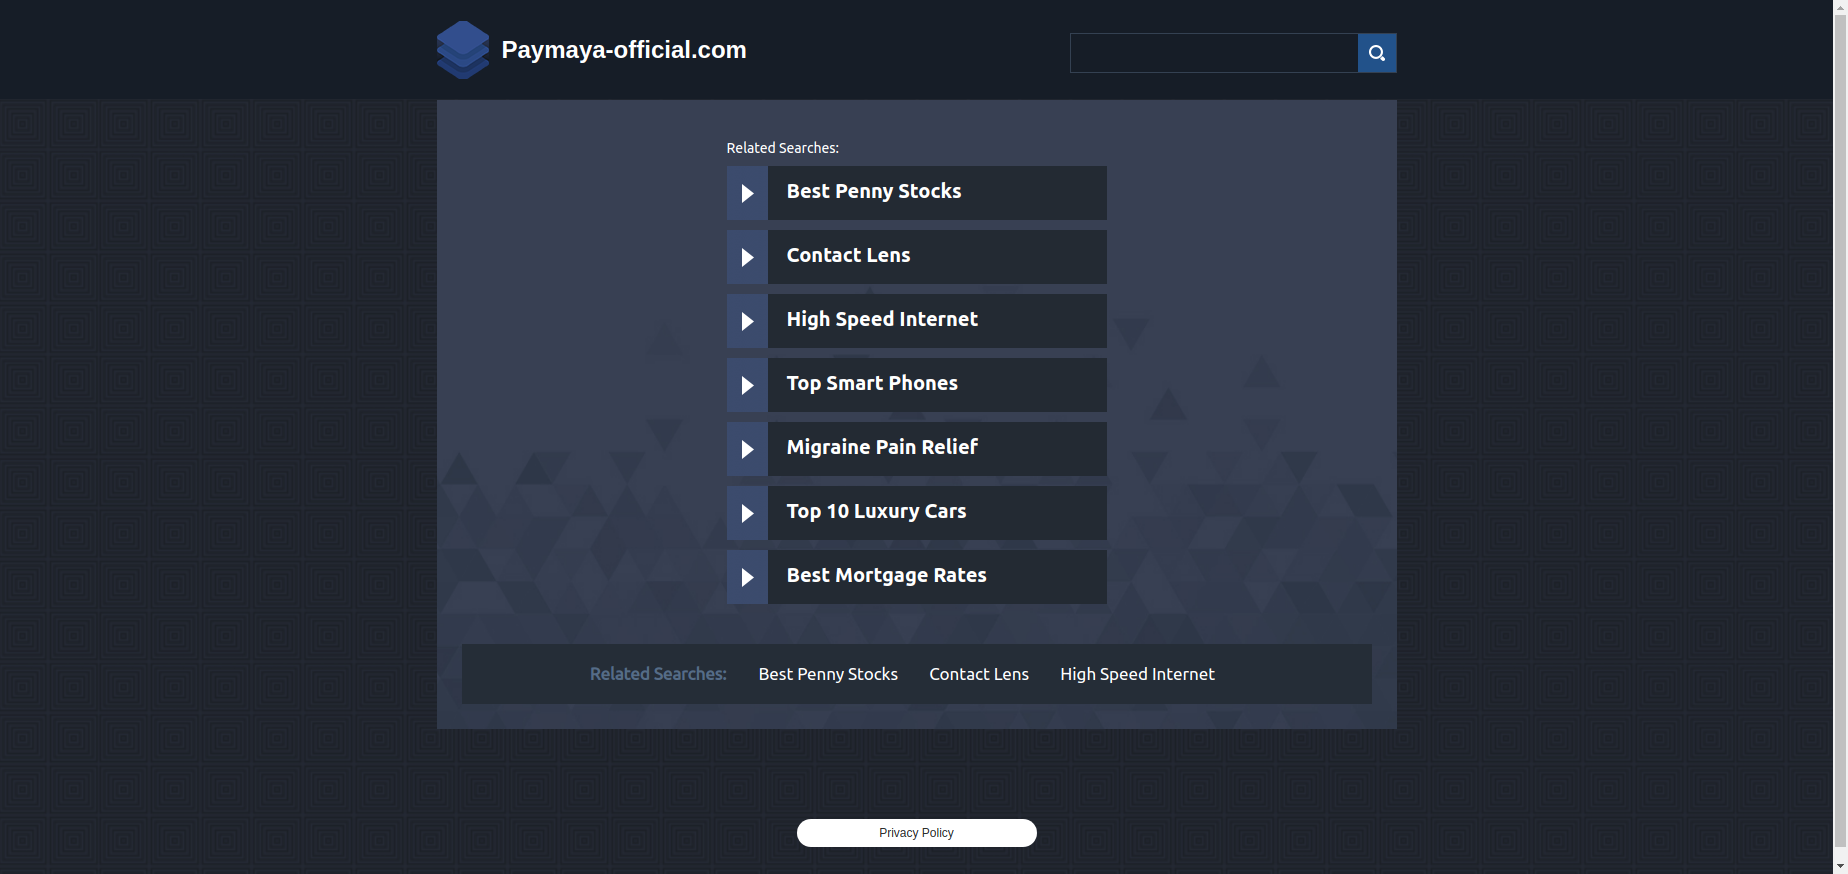 Paymaya-official.com
Related Searches:
Best Penny Stocks
Contact Lens
High Speed Internet
Top Smart Phones
Migraine Pain Relief
Top 10 Luxury Cars
Best Mortgage Rates
Related Searches: Best Penny Stocks Contact Lens High Speed Internet
Privacy Policy